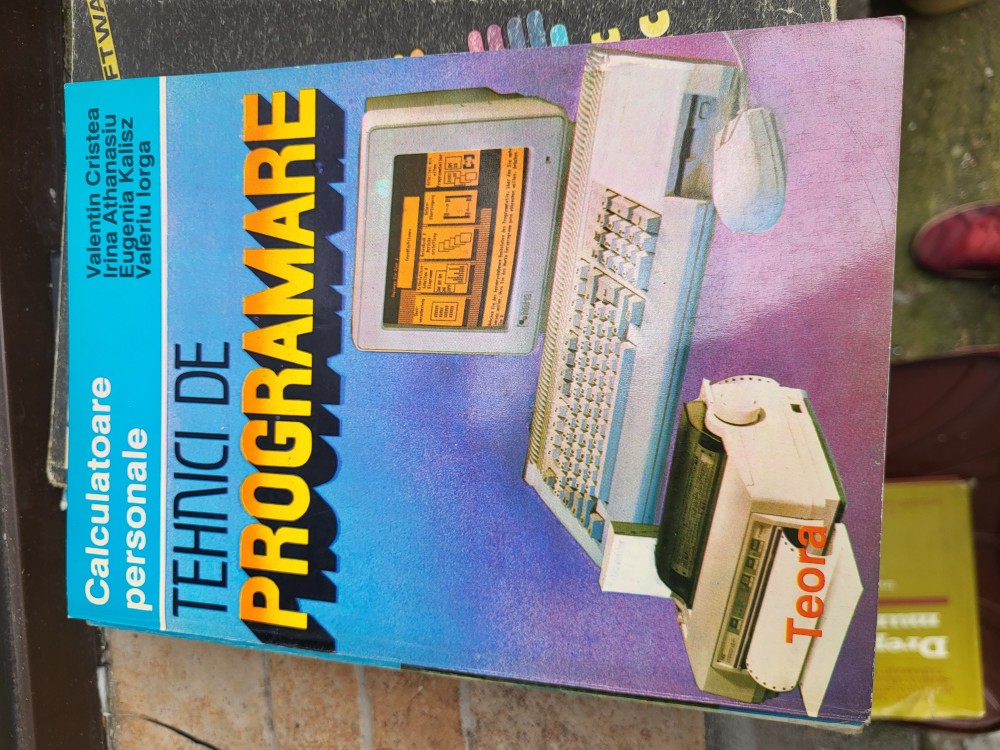 Calculatoare
personale
Valentin Cristea
Irina Athanasiu
Eugenia Kalisz
Valeriu Iorga
TEHNICI DE
PROGRAMARE
Teora